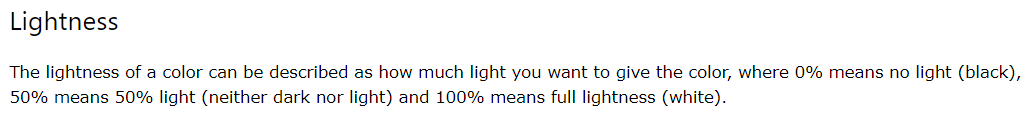 Lightness
The lightness of a color can be described as how much light you want to give the color, where 0% means no light (black),
50% means 50% light (neither dark nor light) and 100% means full lightness (white).